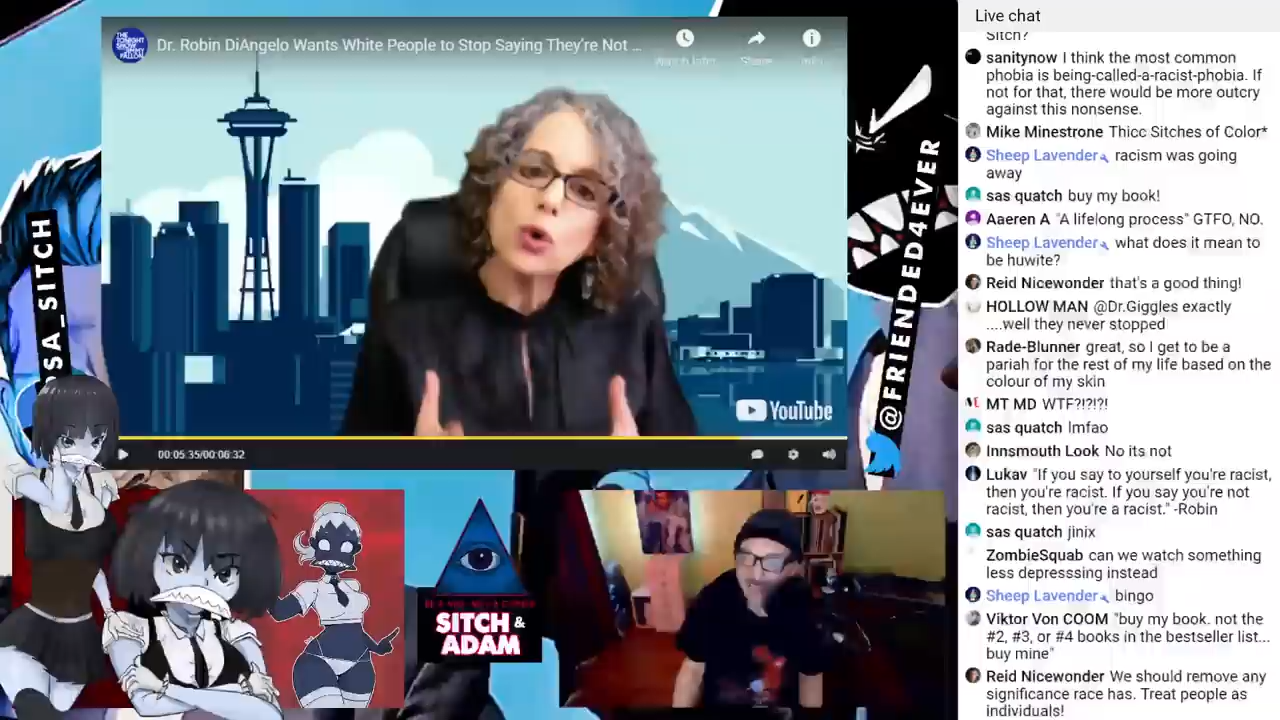 THE
TONIGHT
SHOW
JIMMY
FALLON
Dr. Robin DiAngelo Wants White People to Stop Saying They're Not ...
Watch later
Share
Info
YouTube
00:05:35/00:06:32
SA_SITCH
@FRIENDED4EVER
SITCH &
ADAM
Live chat
Sitch?
sanitynow I think the most common
phobia is being-called-a-racist-phobia. If
not for that, there would be more outcry
against this nonsense.
Mike Minestrone Thicc Sitches of Color*
Sheep Lavender racism was going
away
sas quatch buy my book!
Aaeren A "A lifelong process" GTFO, NO.
Sheep Lavender what does it mean to
be huwite?
Reid Nicewonder that's a good thing!
HOLLOW MAN @Dr.Giggles exactly
....well they never stopped
Rade-Blunner great, so I get to be a
pariah for the rest of my life based on the
colour of my skin
MT MD WTF?!?!?!
sas quatch lmfao
Innsmouth Look No its not
Lukav "If you say to yourself you're racist,
then you're racist. If you say you're not
racist, then you're a racist." -Robin
sas quatch jinix
ZombieSquab can we watch something
less depresssing instead
Sheep Lavender bingo
Viktor Von COOM "buy my book. not the
#2, #3, or #4 books in the bestseller list...
buy mine"
Reid Nicewonder We should remove any
significance race has. Treat people as
individuals!